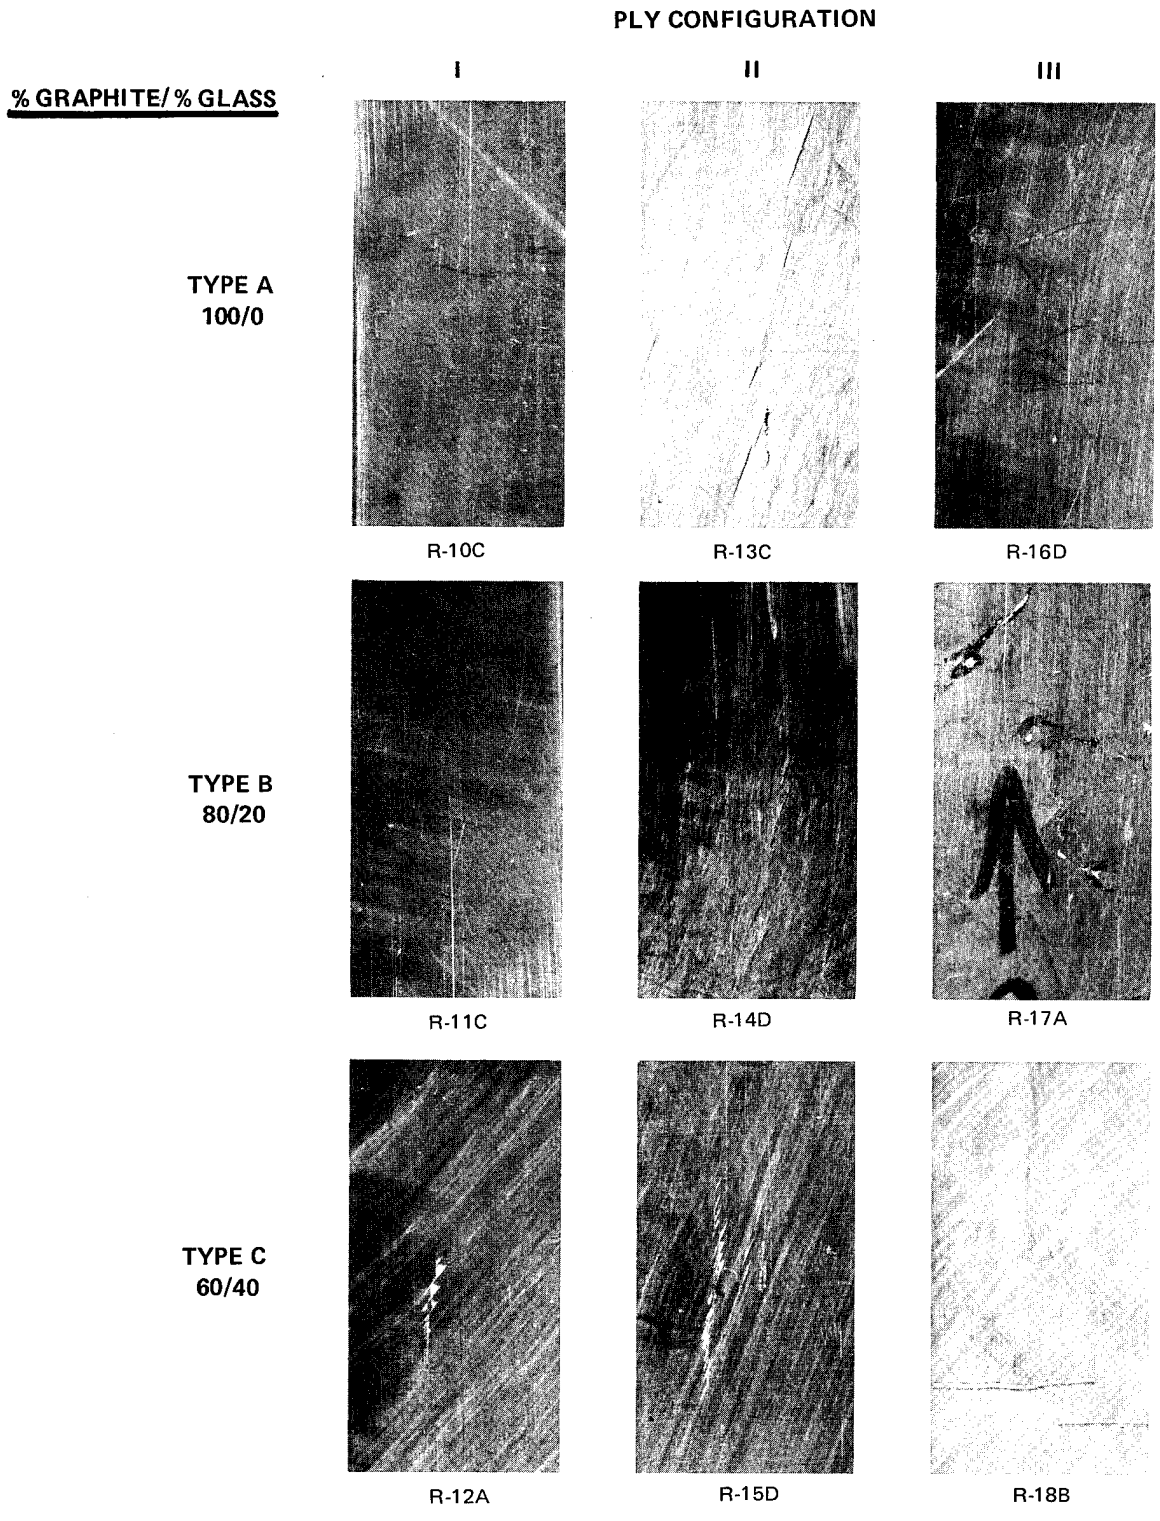 PLY CONFIGURATION
I II III
% GRAPHITE/ % GLASS
TYPE A
100/0
R-10C R-13C R-16D
TYPE B
80/20
R-11C R-14D R-17A
TYPE C
60/40
R-12A R-15D R-18B